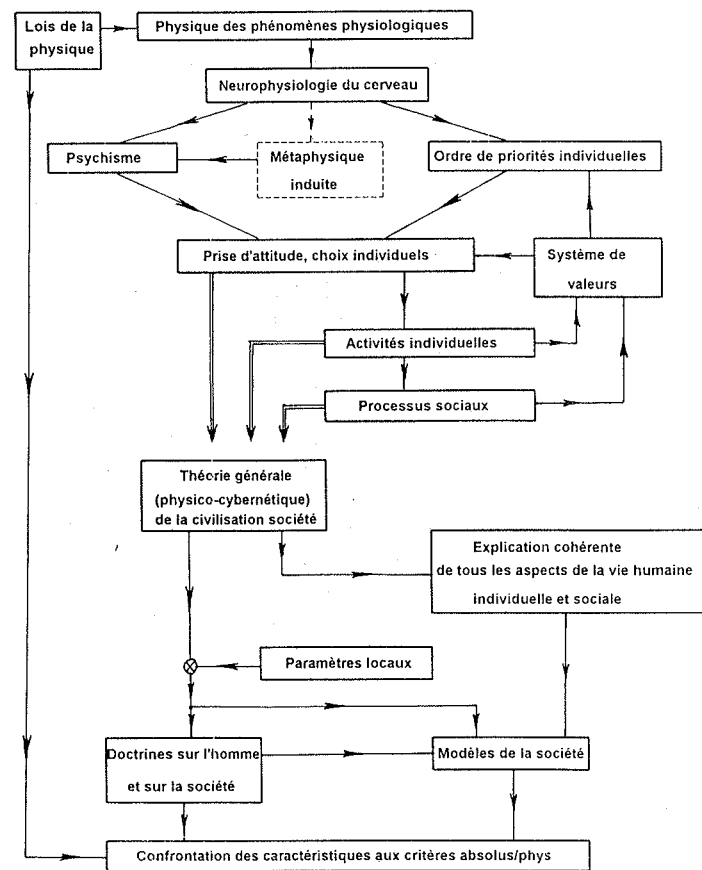 Lois de la
physique
Physique des phénomènes physiologiques
Neurophysiologie du cerveau
Psychisme
Métaphysique
induite
Ordre de priorités individuelles
Prise d'attitude, choix individuels
Système de
valeurs
Activités individuelles
Processus sociaux
Théorie générale
(physico-cybernétique)
de la civilisation société
Explication cohérente
de tous les aspects de la vie humaine
individuelle et sociale
Paramètres locaux
Doctrines sur l'homme
et sur la société
Modèles de la société
Confrontation des caractéristiques aux critères absolus/phys